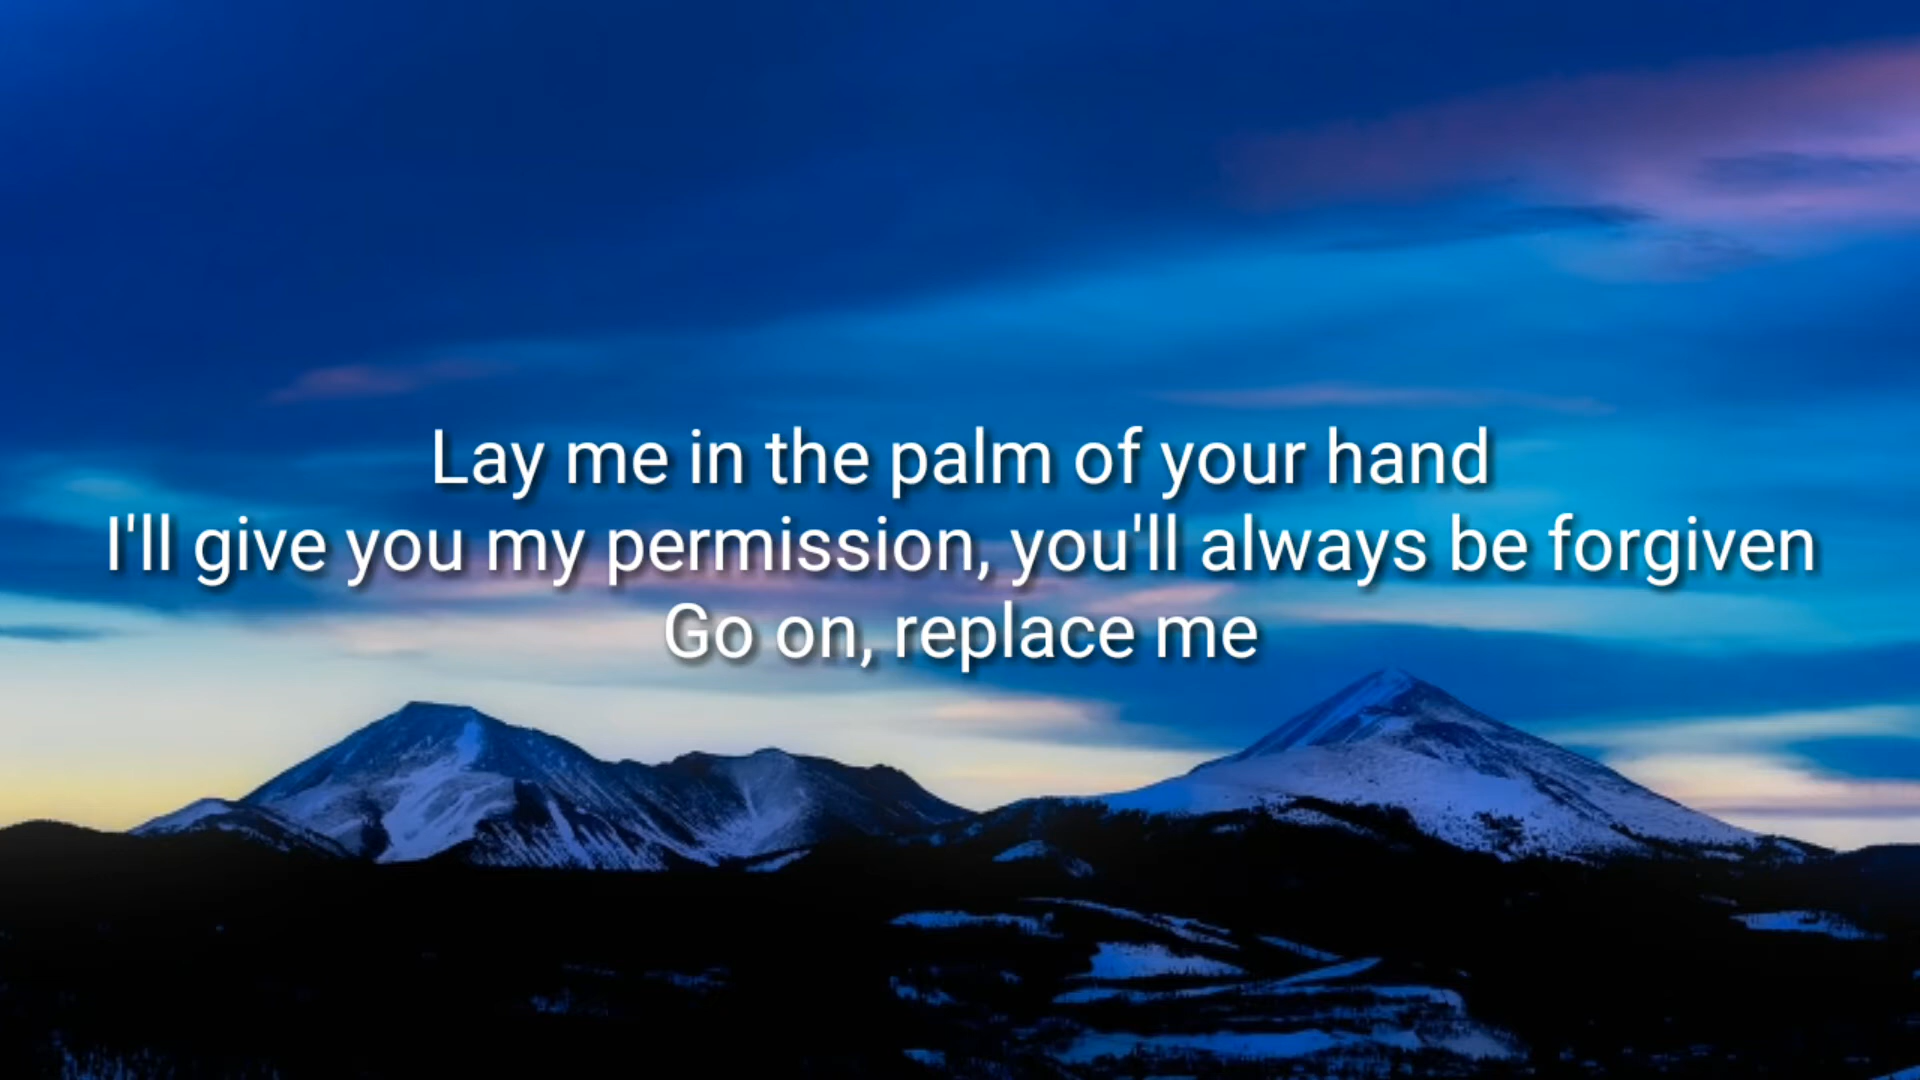 Lay me in the palm of your hand
I'll give you my permission, you'll always be forgiven
Go on, replace me